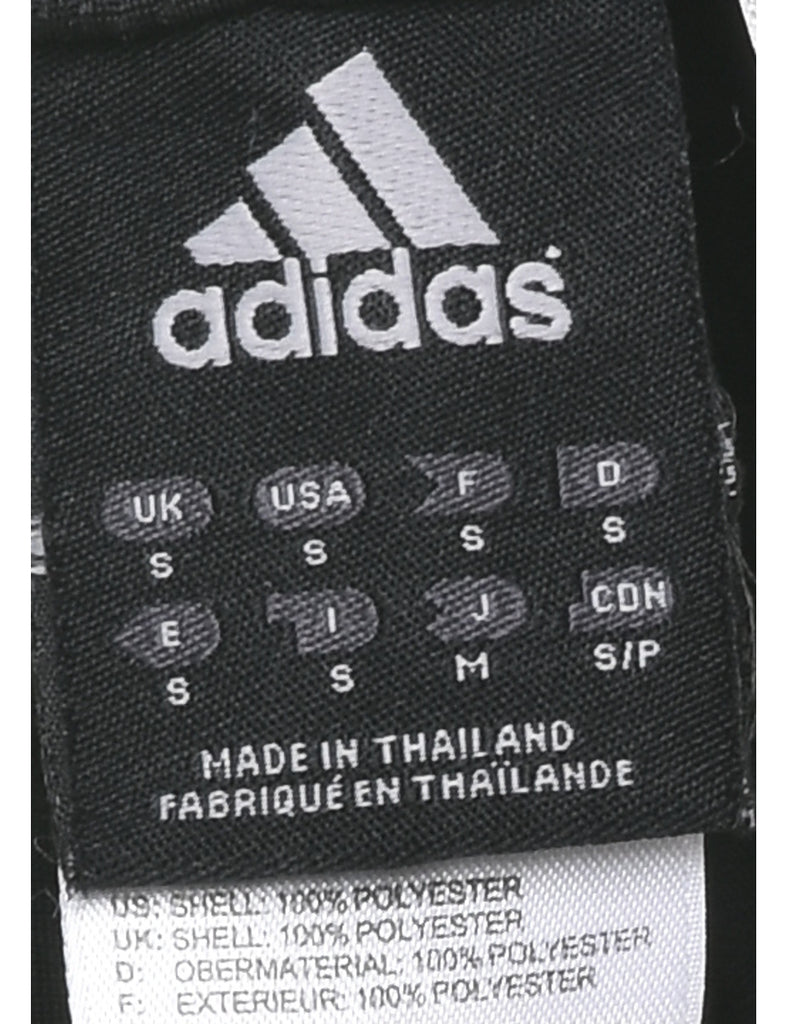 adidas
UK USA F D
S S S S
E I J CDN
S S M S/P
MADE IN THAILAND
FABRIQUÉ EN THAÏLANDE
US: SHELL: 100% POLYESTER
UK: SHELL: 100% POLYESTER
D: OBERMATERIAL: 100% POLYESTER
F: EXTERIEUR: 100% POLYESTER